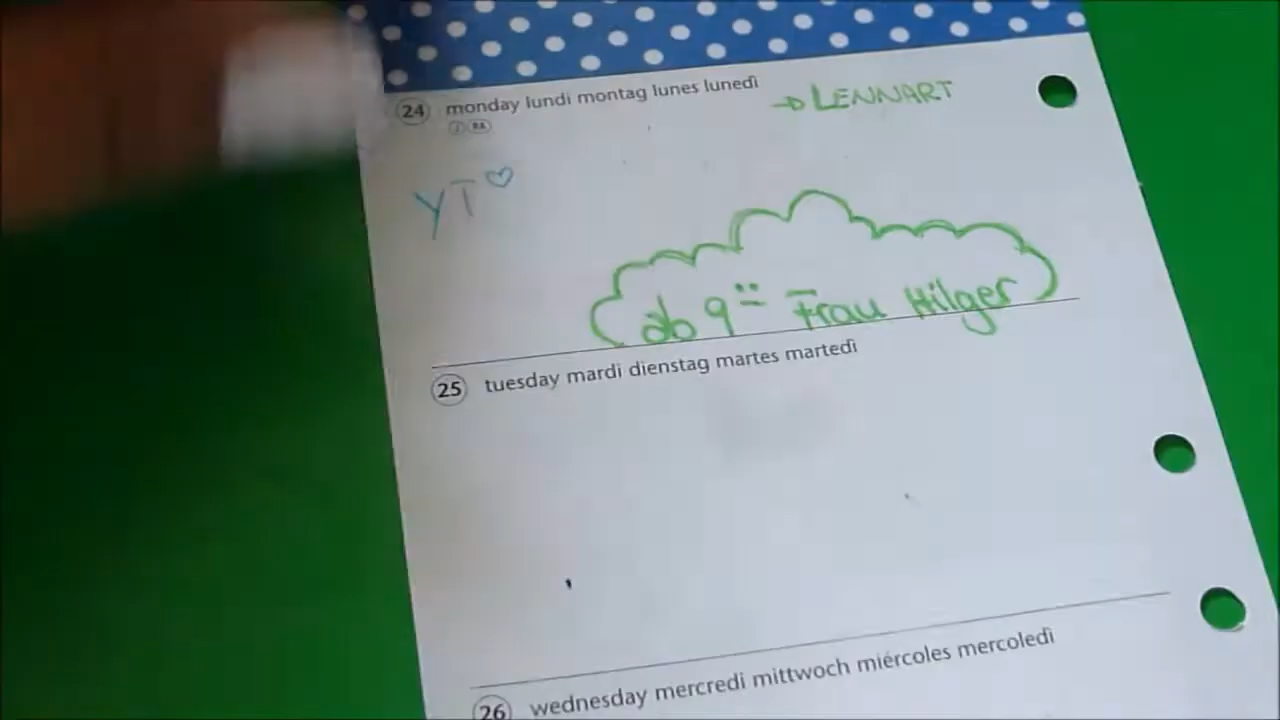 24 monday lundi montag lunes lunedì
→ LENNART
YT ♡
ab 9 Frau Hilger
25 tuesday mardi dienstag martes martedì
26 wednesday mercredi mittwoch miércoles mercoledì